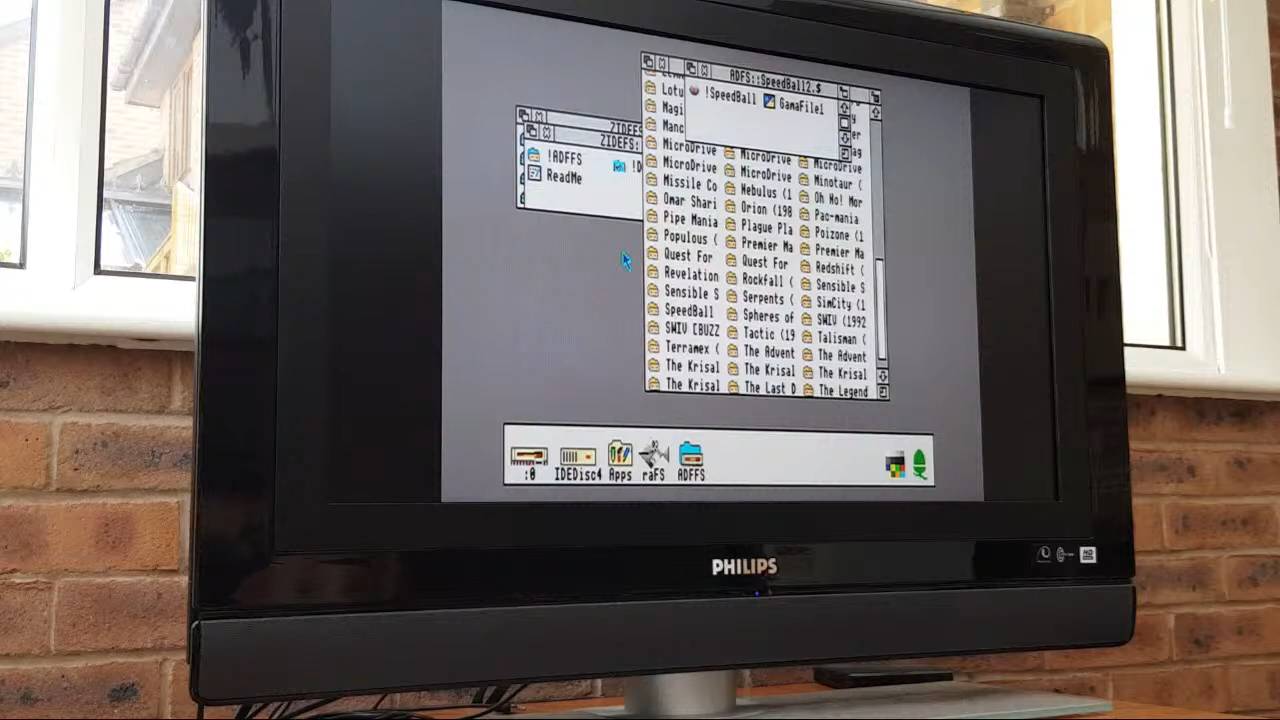 ADFS::SpeedBall2.$
!SpeedBall GamaFile1
ZIDEFS
ZIDEFS:
!ADFFS !D
ReadMe
Lotu
Magi
Manc
MicroDrive MicroDrive MicroDrive
MicroDrive MicroDrive Minotaur (
Missile Co Nebulus (1 Oh No! Mor
Omar Shari Orion (198 Pac-mania
Pipe Mania Plague Pla Poizone (1
Populous ( Premier Ma Premier Ma
Quest For Quest For Redshift (
Revelation Rockfall ( Sensible S
Sensible S Serpents ( SimCity (1
SpeedBall Spheres of SWIV (1992
SWIV [BUZZ Tactic (19 Talisman (
Terramex ( The Advent The Advent
The Krisal The Krisal The Krisal
The Krisal The Last D The Legend
:0 IDEDisc4 Apps raFS ADFFS
PHILIPS
HD